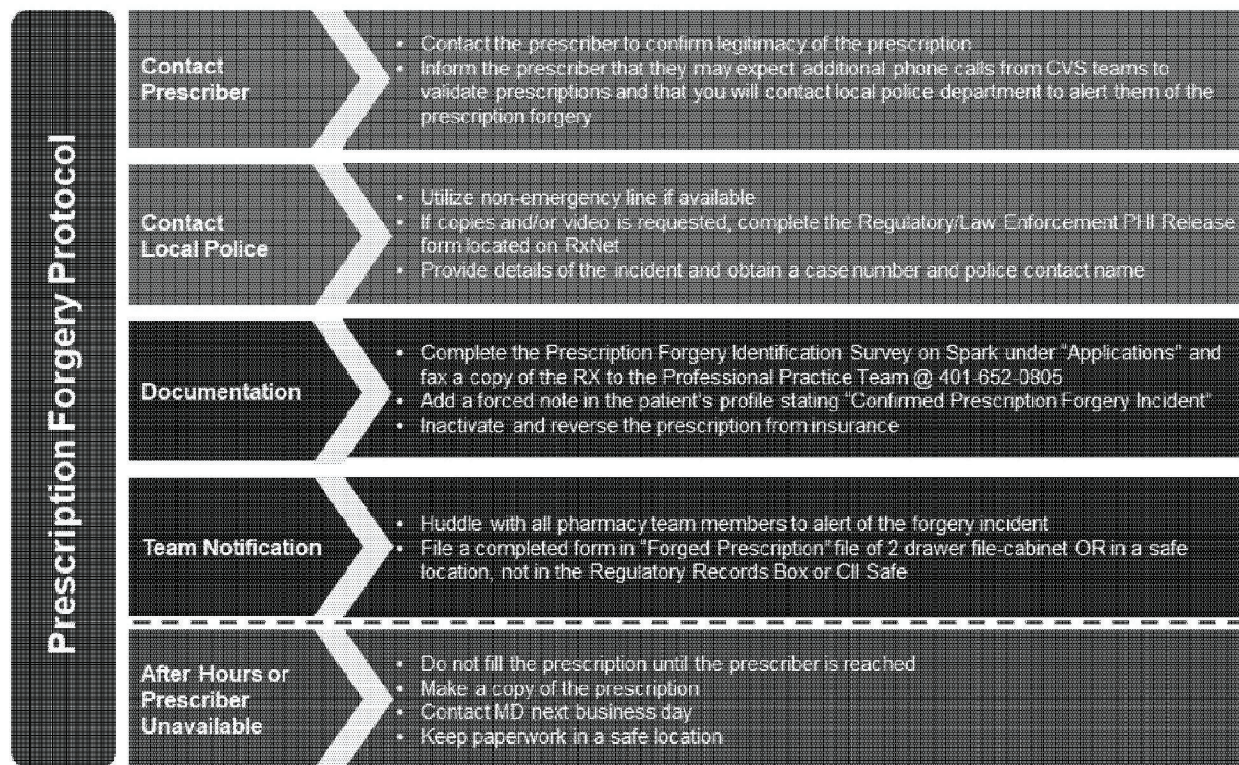 Prescription Forgery Protocol
Contact
Prescriber
• Contact the prescriber to confirm legitimacy of the prescription
• Inform the prescriber that they may expect additional phone calls from CVS teams to
validate prescriptions and that you will contact local police department to alert them of the
prescription forgery
Contact
Local Police
• Utilize non-emergency line if available
• If copies and/or video is requested, complete the Regulatory/Law Enforcement PHI Release
form located on RxNet
• Provide details of the incident and obtain a case number and police contact name
Documentation
• Complete the Prescription Forgery Identification Survey on Spark under "Applications" and
fax a copy of the RX to the Professional Practice Team @ 401-652-0805
• Add a forced note in the patient's profile stating "Confirmed Prescription Forgery Incident"
• Inactivate and reverse the prescription from insurance
Team Notification
• Huddle with all pharmacy team members to alert of the forgery incident
• File a completed form in "Forged Prescription" file of 2 drawer file-cabinet OR in a safe
location, not in the Regulatory Records Box or CII Safe
After Hours or
Prescriber
Unavailable
• Do not fill the prescription until the prescriber is reached
• Make a copy of the prescription
• Contact MD next business day
• Keep paperwork in a safe location